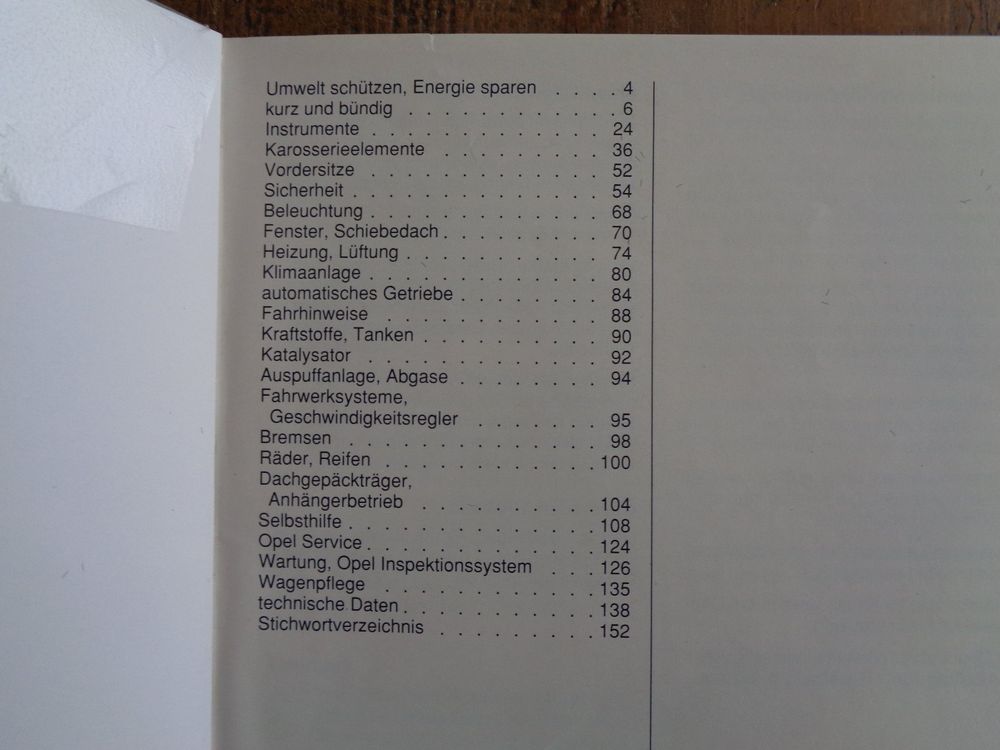 Umwelt schützen, Energie sparen . . . . 4
kurz und bündig . . . . . . . . . . . . 6
Instrumente . . . . . . . . . . . 24
Karosserieelemente . . . . . . . . 36
Vordersitze . . . . . . . . . . . 52
Sicherheit . . . . . . . . . . . . 54
Beleuchtung . . . . . . . . . . . 68
Fenster, Schiebedach . . . . . . . . 70
Heizung, Lüftung . . . . . . . . . . 74
Klimaanlage . . . . . . . . . . . 80
automatisches Getriebe . . . . . . . 84
Fahrhinweise . . . . . . . . . . 88
Kraftstoffe, Tanken . . . . . . . . . 90
Katalysator . . . . . . . . . . . 92
Auspuffanlage, Abgase . . . . . . . 94
Fahrwerksysteme,
Geschwindigkeitsregler . . . . . . 95
Bremsen . . . . . . . . . . . . 98
Räder, Reifen . . . . . . . . . . . 100
Dachgepäckträger,
Anhängerbetrieb . . . . . . . . . 104
Selbsthilfe . . . . . . . . . . . . 108
Opel Service . . . . . . . . . . . . 124
Wartung, Opel Inspektionssystem . . . 126
Wagenpflege . . . . . . . . . . . 135
technische Daten . . . . . . . . . . 138
Stichwortverzeichnis . . . . . . . . 152